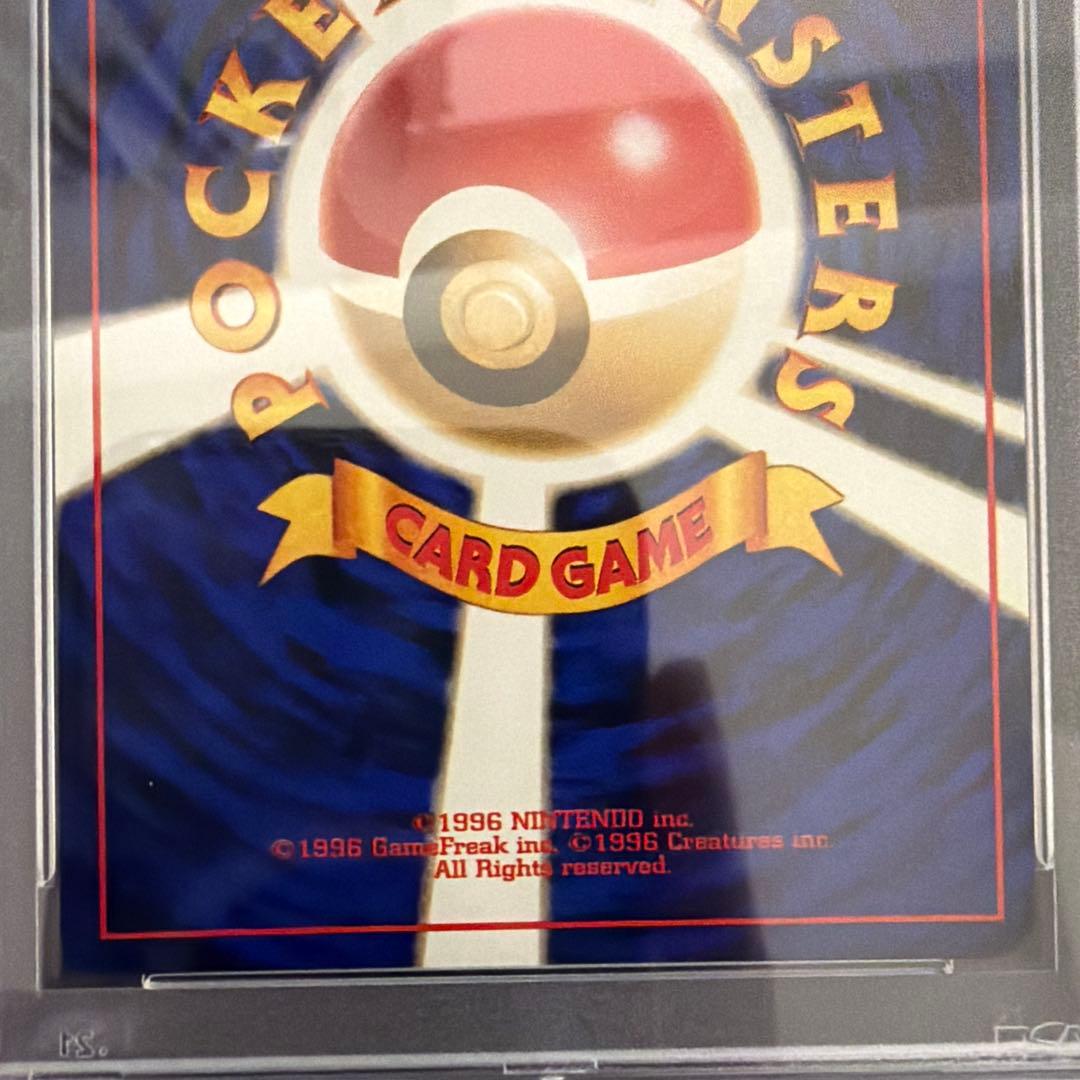 POCKE
NSTERS
CARD GAME
©1996 NINTENDO inc.
©1996 GameFreak inc. ©1996 Creatures inc.
All Rights reserved.